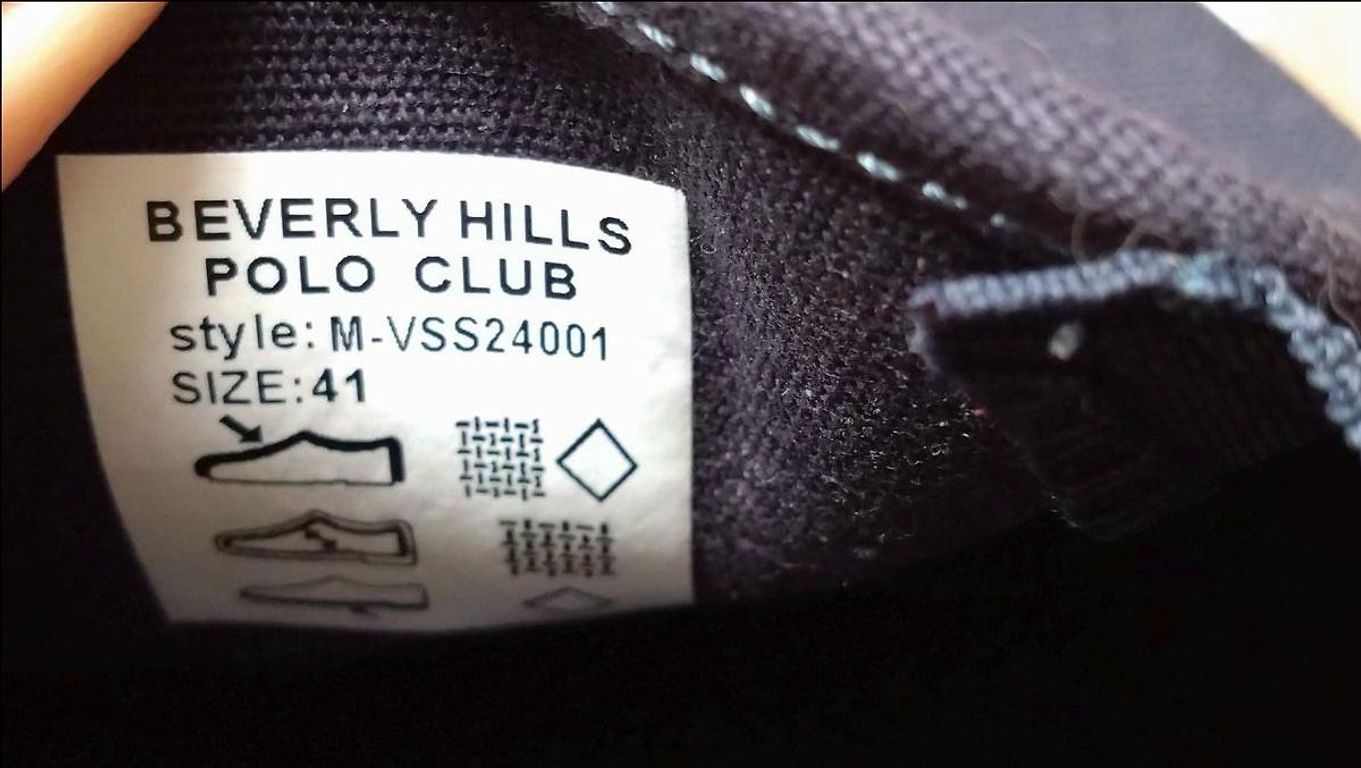 BEVERLY HILLS
POLO CLUB
style: M-VSS24001
SIZE:41